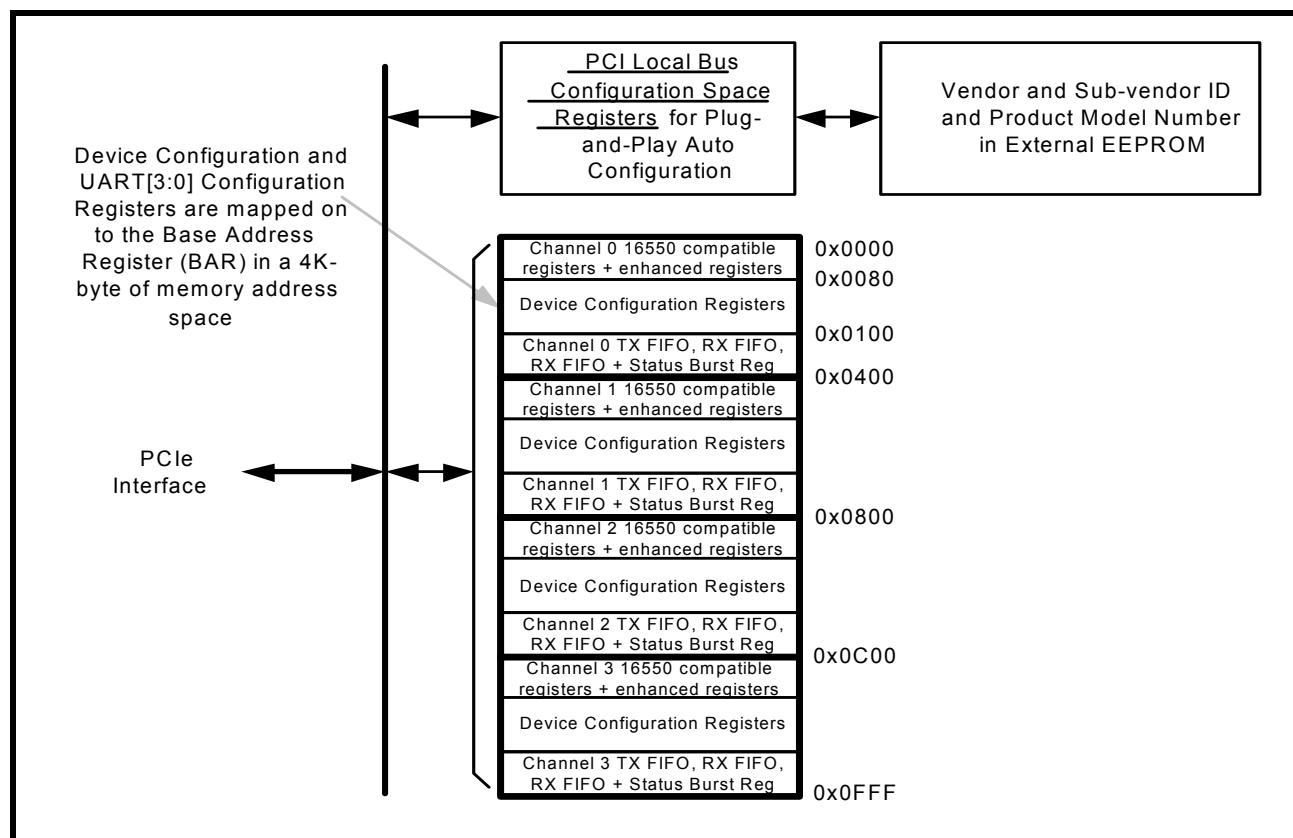 PCI Local Bus
Configuration Space
Registers for Plug-
and-Play Auto
Configuration
Vendor and Sub-vendor ID
and Product Model Number
in External EEPROM
Device Configuration and
UART[3:0] Configuration
Registers are mapped on
to the Base Address
Register (BAR) in a 4K-
byte of memory address
space
Channel 0 16550 compatible
registers + enhanced registers
0x0000
0x0080
Device Configuration Registers
0x0100
Channel 0 TX FIFO, RX FIFO,
RX FIFO + Status Burst Reg
0x0400
Channel 1 16550 compatible
registers + enhanced registers
Device Configuration Registers
Channel 1 TX FIFO, RX FIFO,
RX FIFO + Status Burst Reg
0x0800
Channel 2 16550 compatible
registers + enhanced registers
Device Configuration Registers
Channel 2 TX FIFO, RX FIFO,
RX FIFO + Status Burst Reg
0x0C00
Channel 3 16550 compatible
registers + enhanced registers
Device Configuration Registers
Channel 3 TX FIFO, RX FIFO,
RX FIFO + Status Burst Reg
0x0FFF
PCIe
Interface